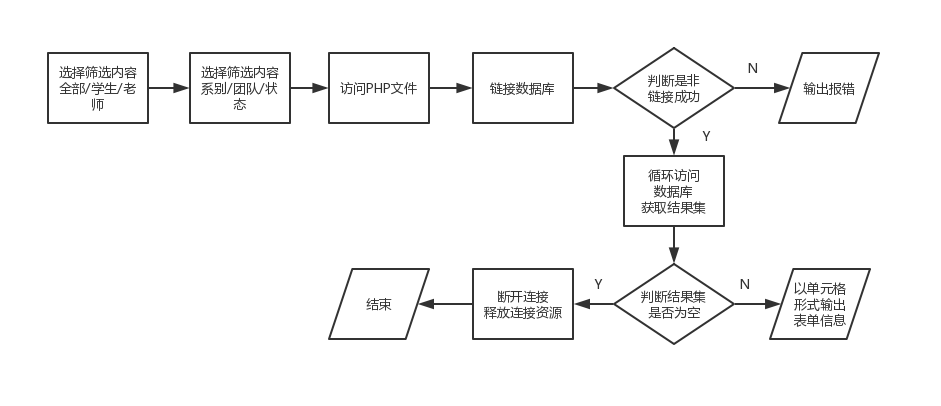 选择筛选内容
全部/学生/老
师
选择筛选内容
系别/团队/状
态
访问PHP文件
链接数据库
判断是非
链接成功
N
输出报错
Y
循环访问
数据库
获取结果集
结束
断开连接
释放连接资源
Y
判断结果集
是否为空
N
以单元格
形式输出
表单信息